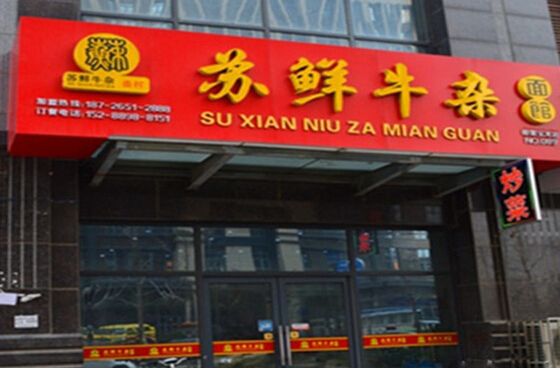 苏鲜牛杂
加盟热线：187-2651-2888
订餐电话：152-8898-8151
苏鲜牛杂
面馆
SU XIAN NIU ZA MIAN GUAN
炒菜